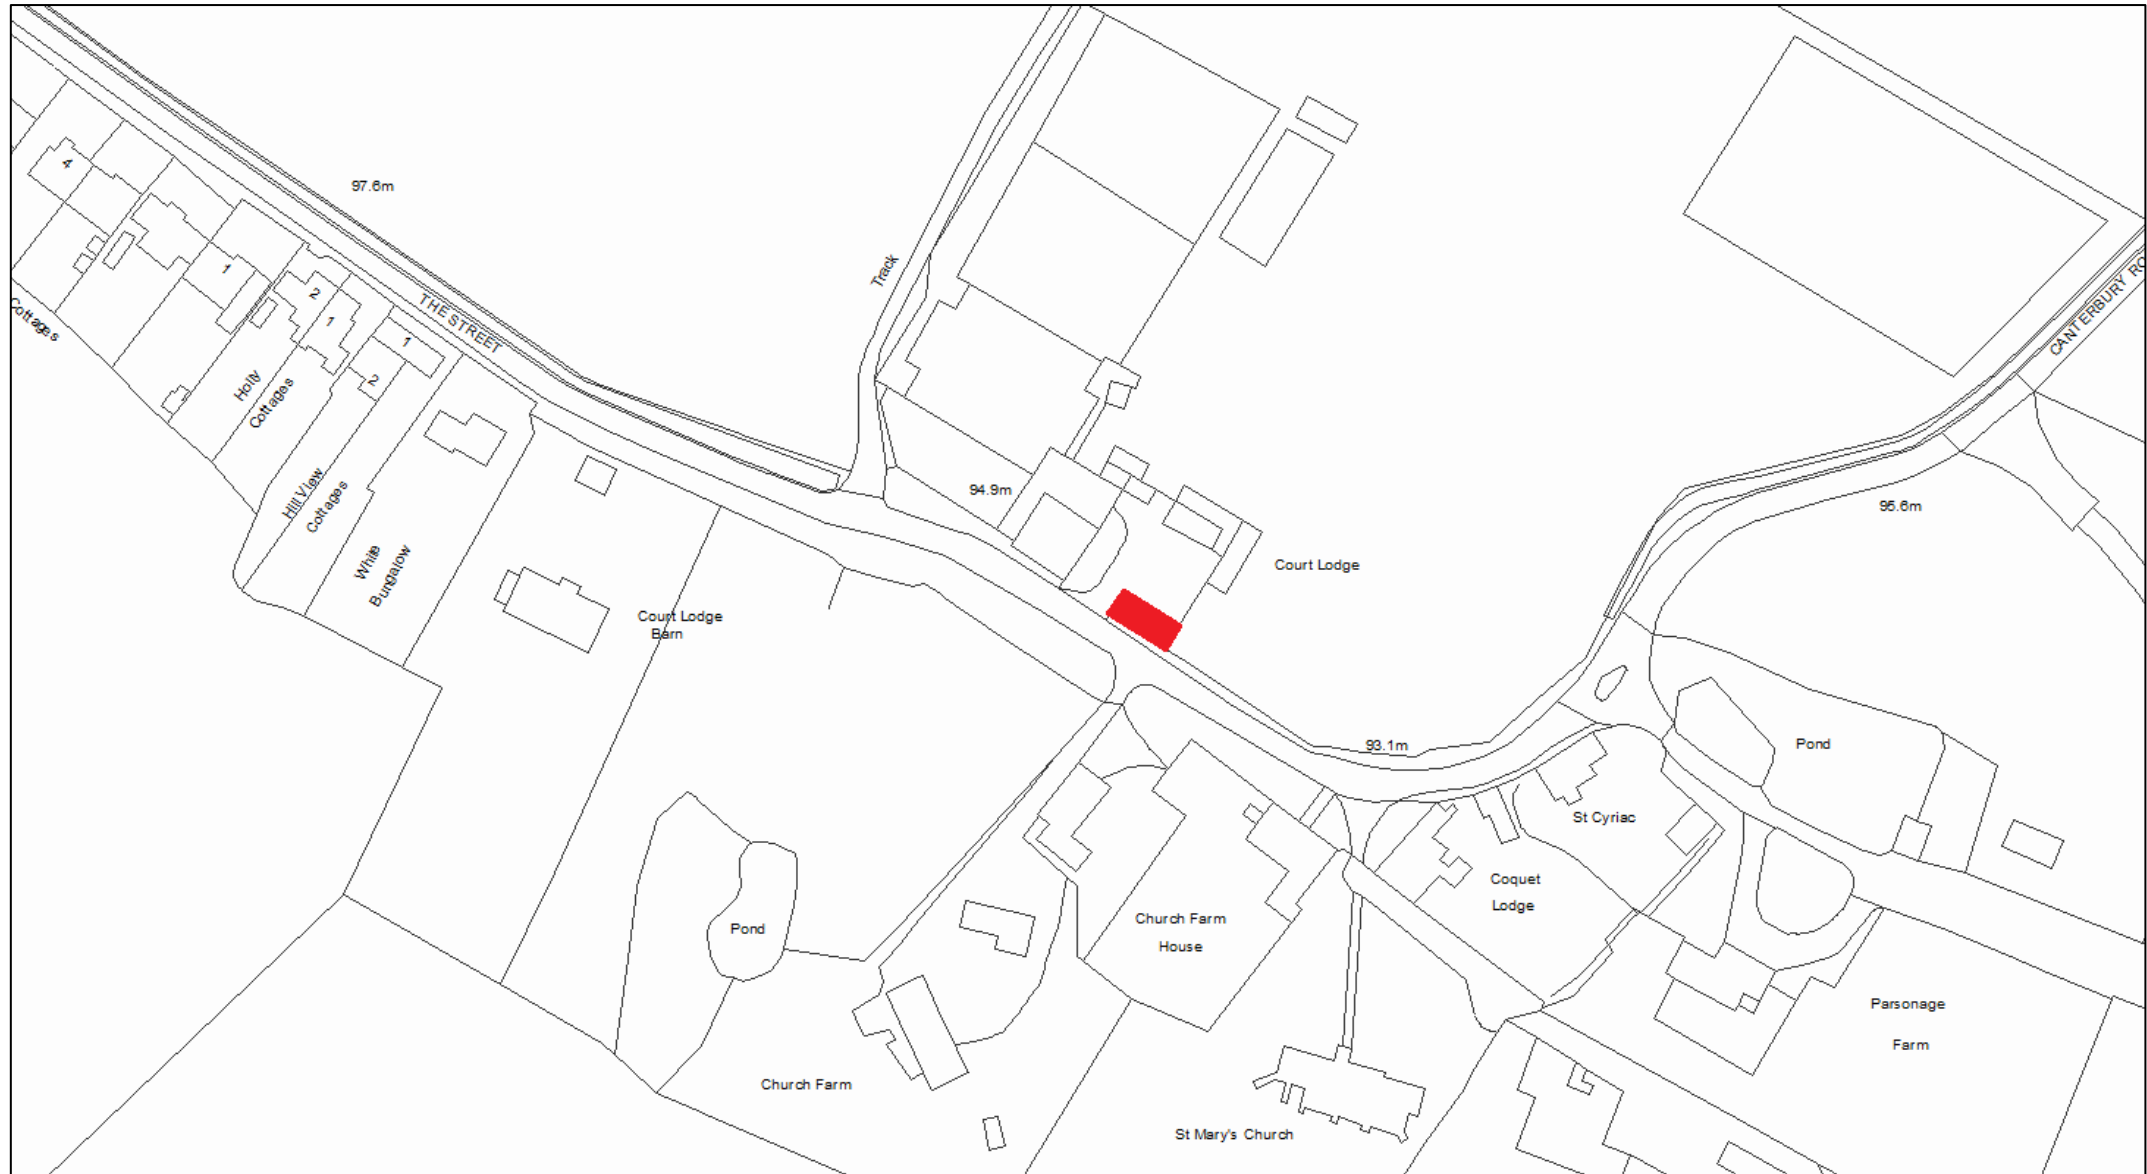 4
97.6m
1
2
1
THE STREET
1
2
Track
CANTERBURY RO
Cottages
Holly
Cottages
Hill View
Cottages
White
Bungalow
94.9m
95.6m
Court Lodge
Court Lodge
Barn
93.1m
Pond
St Cyriac
Coquet
Lodge
Church Farm
House
Pond
Parsonage
Farm
Church Farm
St Mary's Church